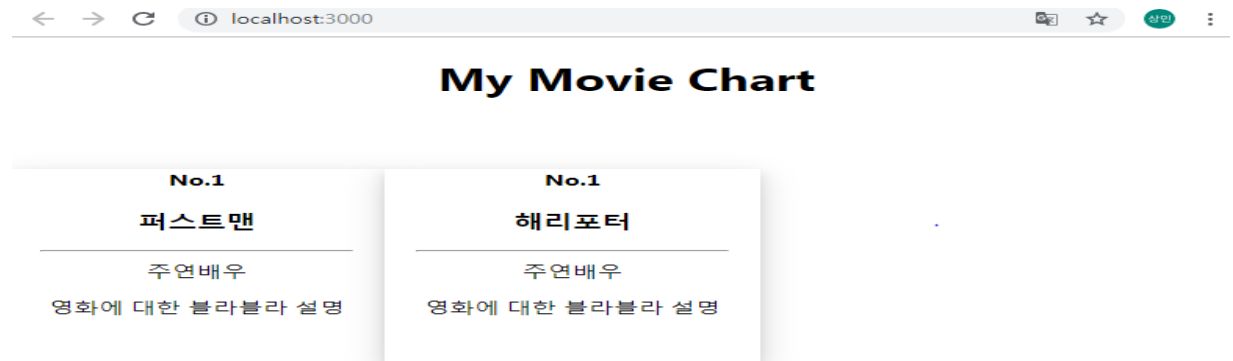 localhost:3000
상민
My Movie Chart
No.1
퍼스트맨
주연배우
영화에 대한 블라블라 설명
No.1
해리포터
주연배우
영화에 대한 블라블라 설명